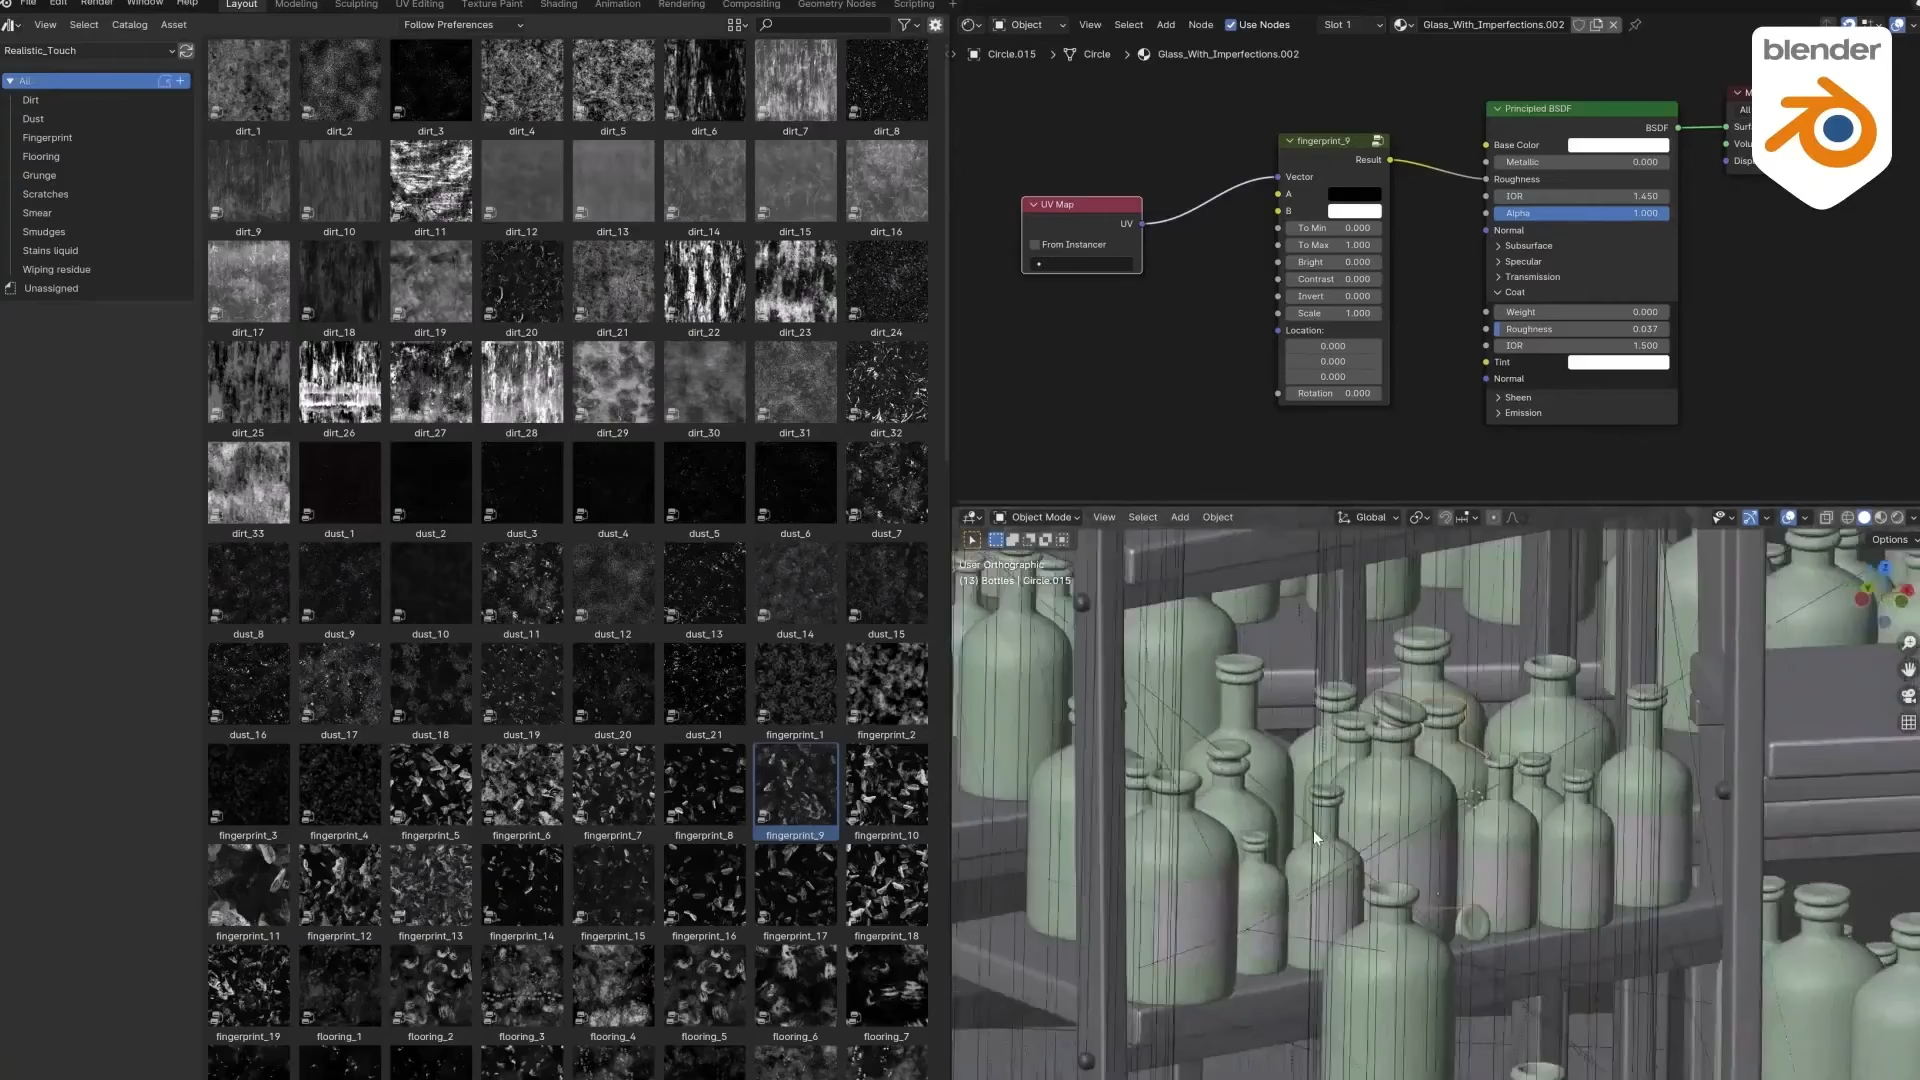 File Edit Render Window Help Layout Modeling Sculpting UV Editing Texture Paint Shading Animation Rendering Compositing Geometry Nodes Scripting +
View Select Catalog Asset Follow Preferences
Realistic_Touch
All
Dirt
Dust
Fingerprint
Flooring
Grunge
Scratches
Smear
Smudges
Stains liquid
Wiping residue
Unassigned
dirt_1 dirt_2 dirt_3 dirt_4 dirt_5 dirt_6 dirt_7 dirt_8
dirt_9 dirt_10 dirt_11 dirt_12 dirt_13 dirt_14 dirt_15 dirt_16
dirt_17 dirt_18 dirt_19 dirt_20 dirt_21 dirt_22 dirt_23 dirt_24
dirt_25 dirt_26 dirt_27 dirt_28 dirt_29 dirt_30 dirt_31 dirt_32
dirt_33 dust_1 dust_2 dust_3 dust_4 dust_5 dust_6 dust_7
dust_8 dust_9 dust_10 dust_11 dust_12 dust_13 dust_14 dust_15
dust_16 dust_17 dust_18 dust_19 dust_20 dust_21 fingerprint_1 fingerprint_2
fingerprint_3 fingerprint_4 fingerprint_5 fingerprint_6 fingerprint_7 fingerprint_8 fingerprint_9 fingerprint_10
fingerprint_11 fingerprint_12 fingerprint_13 fingerprint_14 fingerprint_15 fingerprint_16 fingerprint_17 fingerprint_18
fingerprint_19 flooring_1 flooring_2 flooring_3 flooring_4 flooring_5 flooring_6 flooring_7
Object View Select Add Node Use Nodes Slot 1 Glass_With_Imperfections.002
Circle.015 > Circle > Glass_With_Imperfections.002
UV Map
UV
From Instancer
fingerprint_9
Result
Vector
A
B
To Min 0.000
To Max 1.000
Bright 0.000
Contrast 0.000
Invert 0.000
Scale 1.000
Location:
0.000
0.000
0.000
Rotation 0.000
Principled BSDF
BSDF
Base Color
Metallic 0.000
Roughness
IOR 1.450
Alpha 1.000
Normal
Subsurface
Specular
Transmission
Coat
Weight 0.000
Roughness 0.037
IOR 1.500
Tint
Normal
Sheen
Emission
All
Surf
Volu
Disp
blender
Object Mode View Select Add Object Global
Options
User Orthographic
(13) Bottles | Circle.015